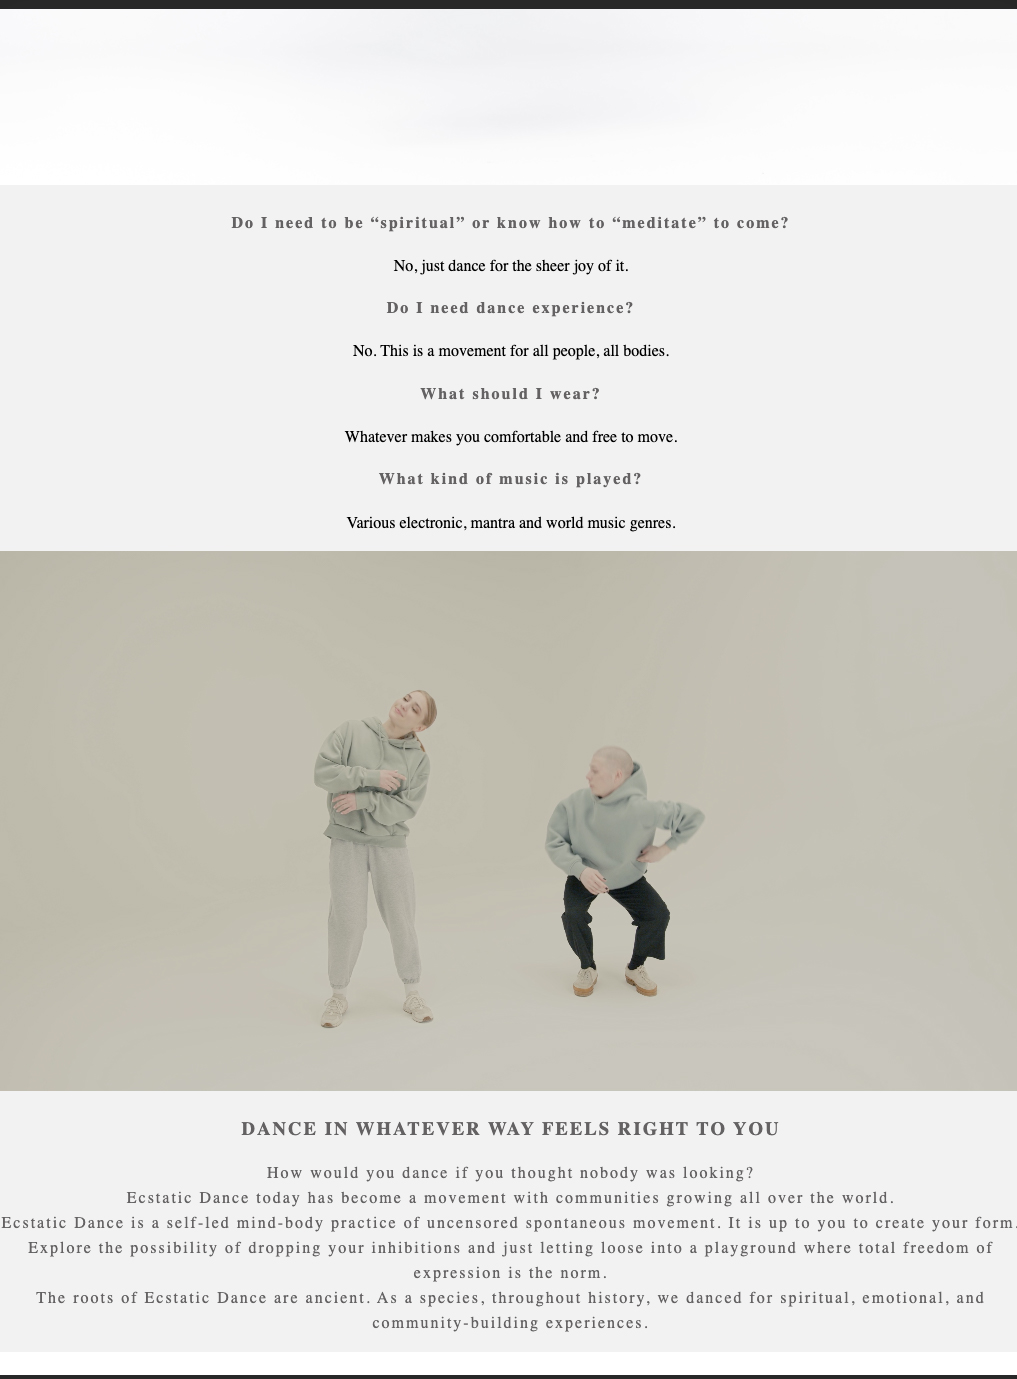 Do I need to be “spiritual” or know how to “meditate” to come?
No, just dance for the sheer joy of it.
Do I need dance experience?
No. This is a movement for all people, all bodies.
What should I wear?
Whatever makes you comfortable and free to move.
What kind of music is played?
Various electronic, mantra and world music genres.
DANCE IN WHATEVER WAY FEELS RIGHT TO YOU
How would you dance if you thought nobody was looking?
Ecstatic Dance today has become a movement with communities growing all over the world.
Ecstatic Dance is a self-led mind-body practice of uncensored spontaneous movement. It is up to you to create your form.
Explore the possibility of dropping your inhibitions and just letting loose into a playground where total freedom of
expression is the norm.
The roots of Ecstatic Dance are ancient. As a species, throughout history, we danced for spiritual, emotional, and
community-building experiences.